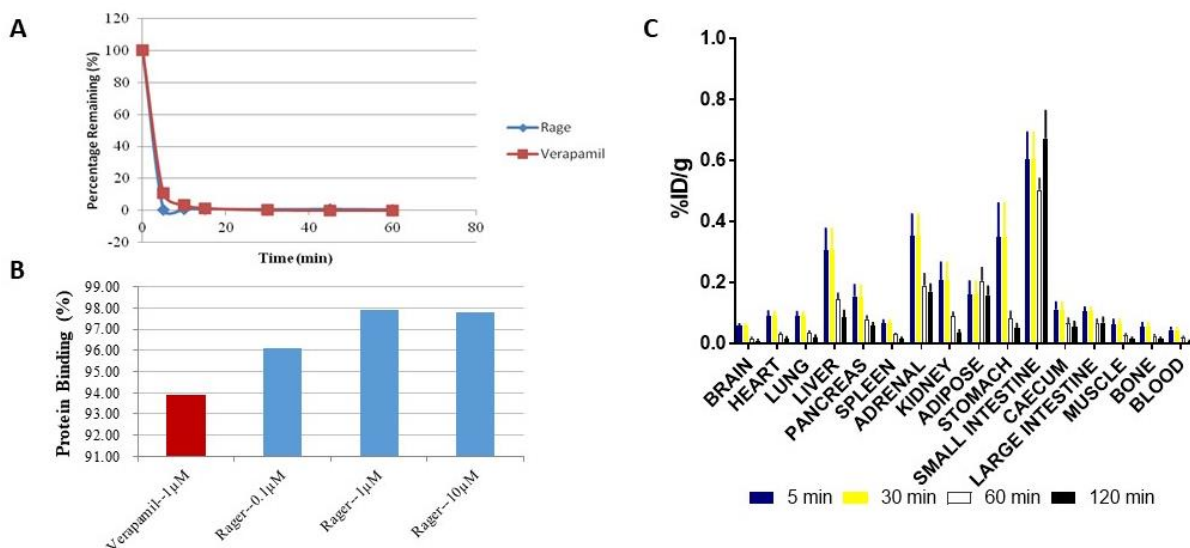 A
120
100
80
60
40
20
0
-20
0 20 40 60 80
Percentage Remaining (%)
Time (min)
Rage
Verapamil
B
99.00
98.00
97.00
96.00
95.00
94.00
93.00
92.00
91.00
Protein Binding (%)
Verapamil--1µM
Rager--0.1µM
Rager--1µM
Rager--10µM
C
1.0
0.8
0.6
0.4
0.2
0.0
%ID/g
BRAIN
HEART
LUNG
LIVER
PANCREAS
SPLEEN
ADRENAL
KIDNEY
ADIPOSE
STOMACH
SMALL INTESTINE
CAECUM
LARGE INTESTINE
MUSCLE
BONE
BLOOD
5 min 30 min 60 min 120 min